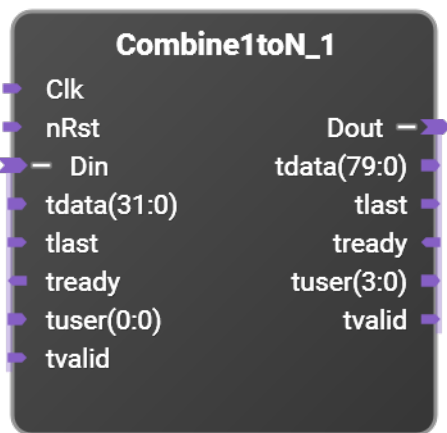 Combine1toN_1
Clk
nRst
Dout
Din
tdata(79:0)
tdata(31:0)
tlast
tlast
tready
tready
tuser(3:0)
tuser(0:0)
tvalid
tvalid